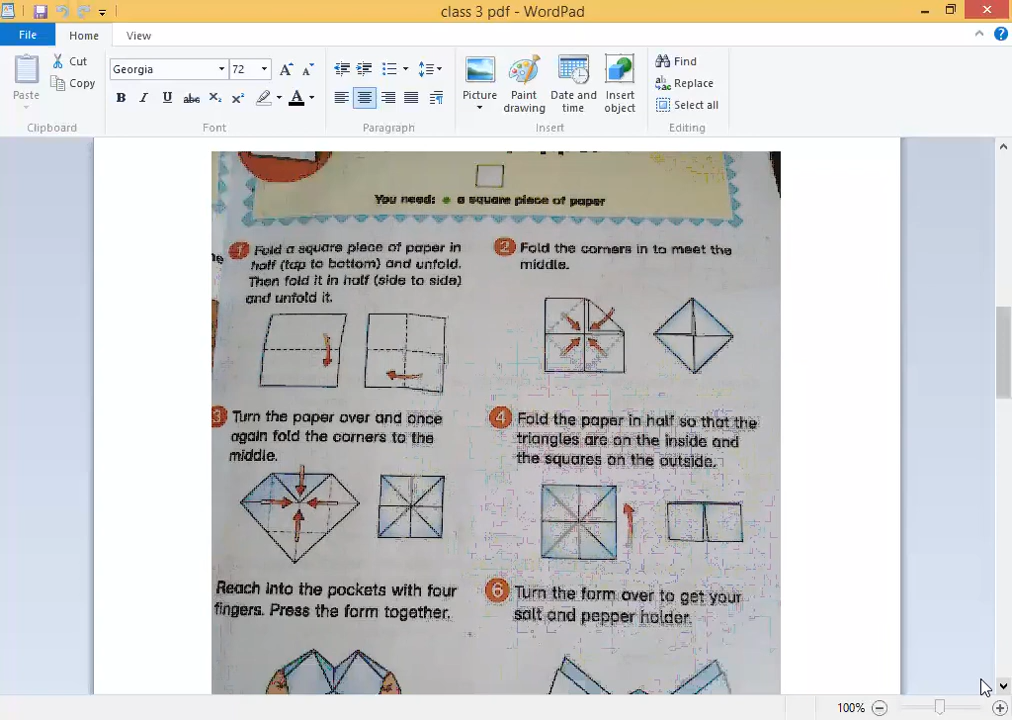 class 3 pdf - WordPad
File
Home
View
Paste
Cut
Copy
Clipboard
Georgia
72
B I U abc X₂ X²
A
Font
Paragraph
Picture
Paint drawing
Date and time
Insert object
Insert
Find
Replace
Select all
Editing
You need: • a square piece of paper
1 Fold a square piece of paper in
half (top to bottom) and unfold.
Then fold it in half (side to side)
and unfold it.
2 Fold the corners in to meet the
middle.
3 Turn the paper over and once
again fold the corners to the
middle.
4 Fold the paper in half so that the
triangles are on the inside and
the squares on the outside.
Reach into the pockets with four
fingers. Press the form together.
6 Turn the form over to get your
salt and pepper holder.
100%